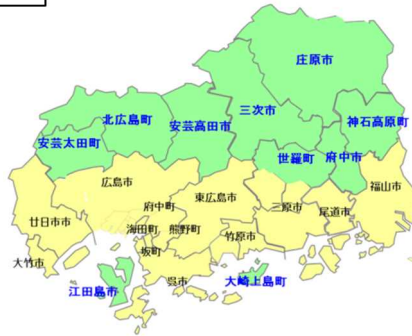 庄原市
三次市
北広島町
安芸高田市
神石高原町
安芸太田町
世羅町
府中市
広島市
福山市
東広島市
府中町
三原市
尾道市
廿日市市
海田町
熊野町
竹原市
坂町
大竹市
呉市
大崎上島町
江田島市